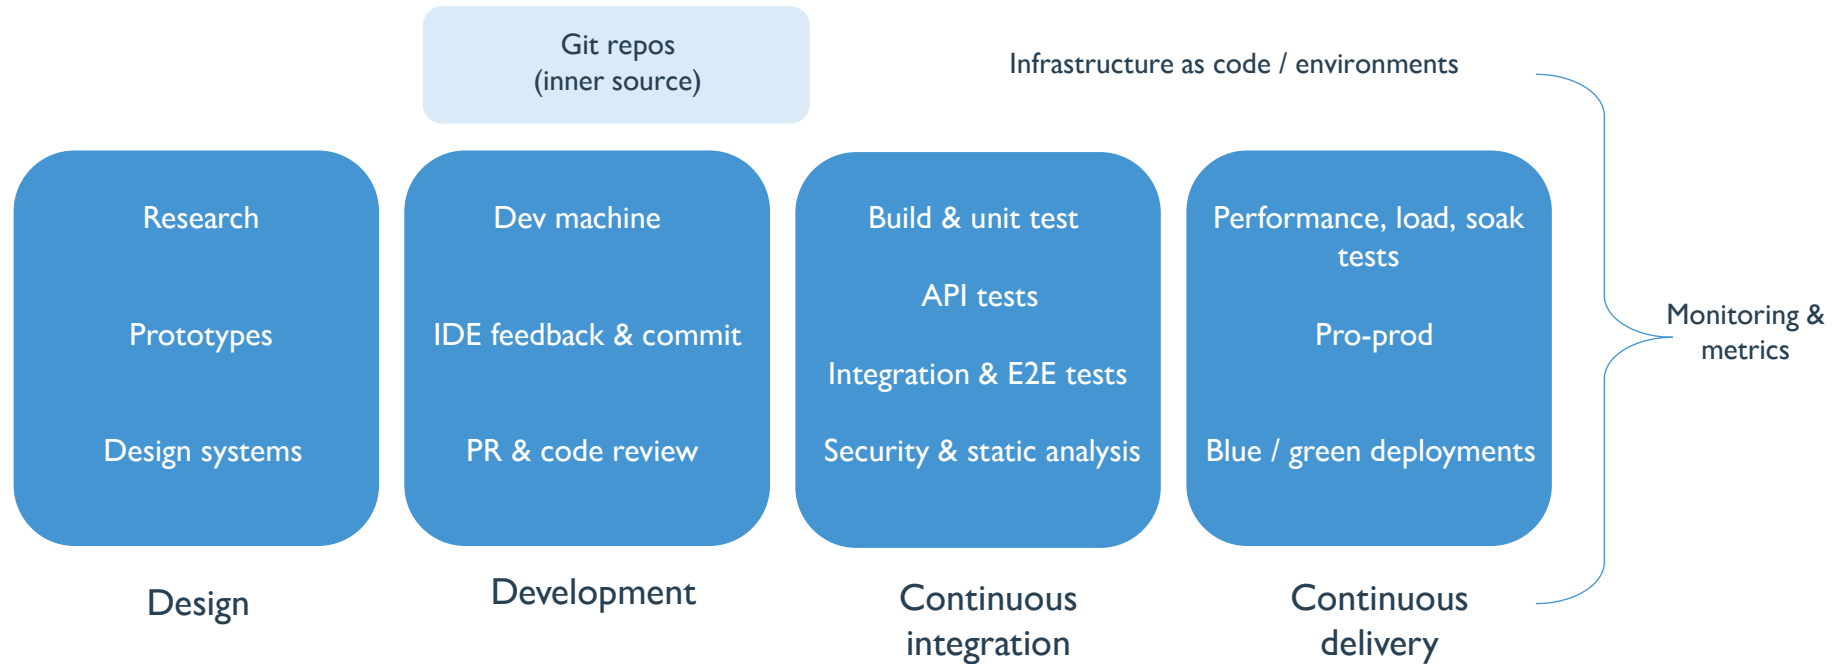 Git repos
(inner source)
Infrastructure as code / environments
Research
Prototypes
Design systems
Design
Dev machine
IDE feedback & commit
PR & code review
Development
Build & unit test
API tests
Integration & E2E tests
Security & static analysis
Continuous
integration
Performance, load, soak
tests
Pro-prod
Blue / green deployments
Continuous
delivery
Monitoring &
metrics